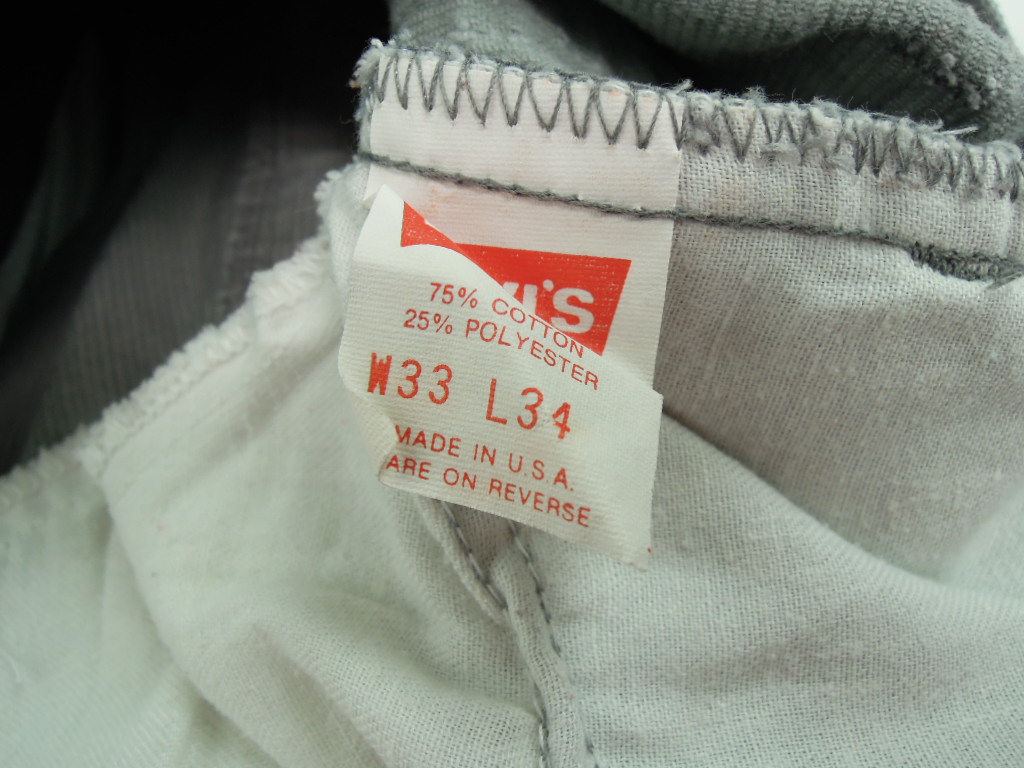 75% COTTON
25% POLYESTER
W33 L34
MADE IN U.S.A.
ARE ON REVERSE